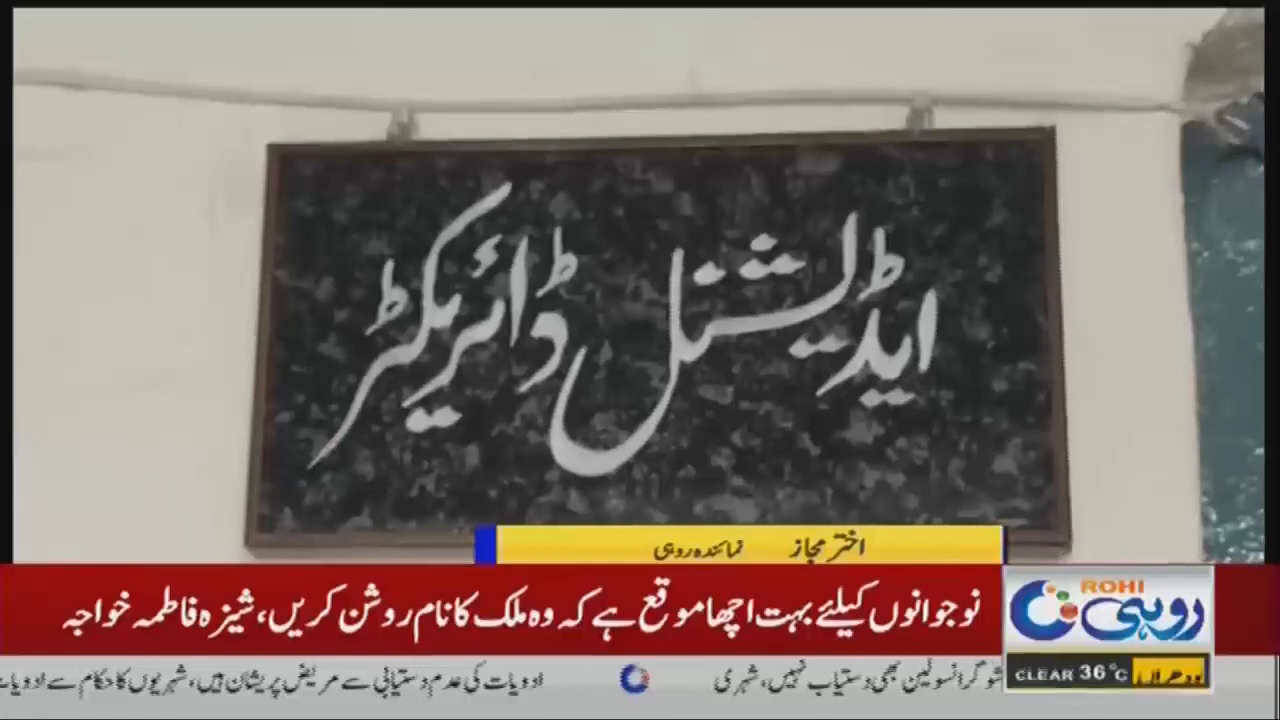 ایڈیشنل ڈائریکٹر
اختر مجاز نمائندہ روہی
نوجوانوں کیلئے بہت اچھا موقع ہے کہ وہ ملک کا نام روشن کریں، شیزہ فاطمہ خواجہ
ROHI
روہی
شوگر انسولین بھی دستیاب نہیں، شہری
ادویات کی عدم دستیابی سے مریض پریشان ہیں، شہریوں کا حکام سے ادویات
CLEAR 36°C
لودھراں